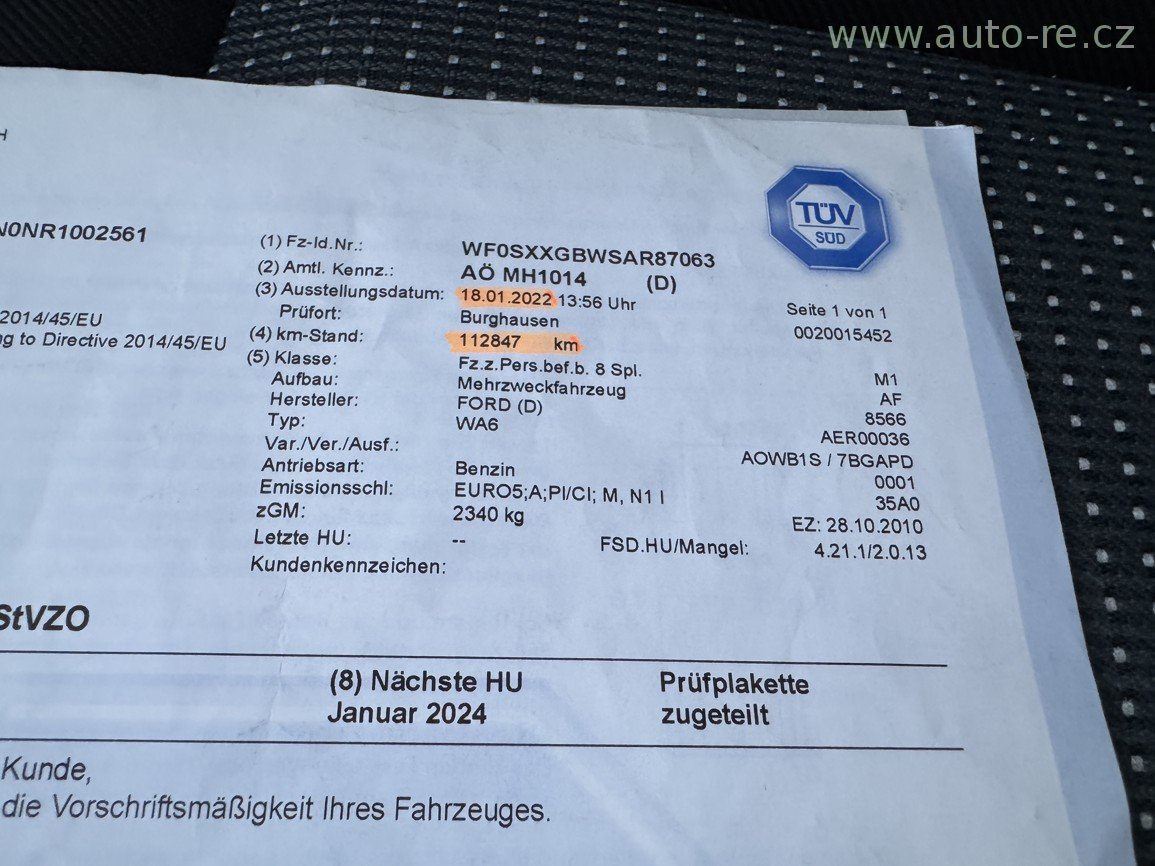 www.auto-re.cz
H
TÜV
SÜD
N0NR1002561
(1) Fz-Id.Nr.: WF0SXXGBWSAR87063
(2) Amtl. Kennz.: AÖ MH1014 (D)
(3) Ausstellungsdatum: 18.01.2022 13:56 Uhr Seite 1 von 1
2014/45/EU Prüfort: Burghausen 0020015452
ng to Directive 2014/45/EU (4) km-Stand: 112847 km
(5) Klasse: Fz.z.Pers.bef.b. 8 Spl. M1
Aufbau: Mehrzweckfahrzeug AF
Hersteller: FORD (D) 8566
Typ: WA6 AER00036
Var./Ver./Ausf.: AOWB1S / 7BGAPD
Antriebsart: Benzin 0001
Emissionsschl: EURO5;A;PI/CI; M, N1 I 35A0
zGM: 2340 kg EZ: 28.10.2010
Letzte HU: -- FSD.HU/Mangel: 4.21.1/2.0.13
Kundenkennzeichen:
StVZO
(8) Nächste HU Prüfplakette
Januar 2024 zugeteilt
Kunde,
die Vorschriftsmäßigkeit Ihres Fahrzeuges.